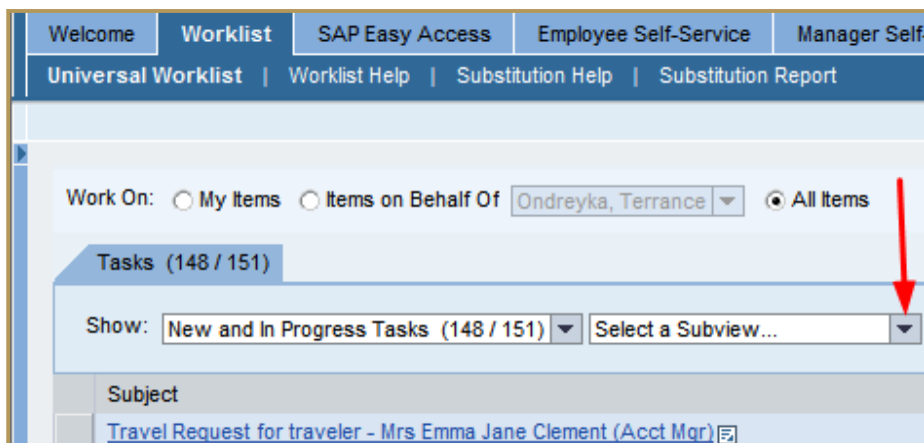 Welcome Worklist SAP Easy Access Employee Self-Service Manager Self-
Universal Worklist | Worklist Help | Substitution Help | Substitution Report
Work On: My Items Items on Behalf Of Ondreyka, Terrance All Items
Tasks (148 / 151)
Show: New and In Progress Tasks (148 / 151) Select a Subview...
Subject
Travel Request for traveler - Mrs Emma Jane Clement (Acct Mgr)